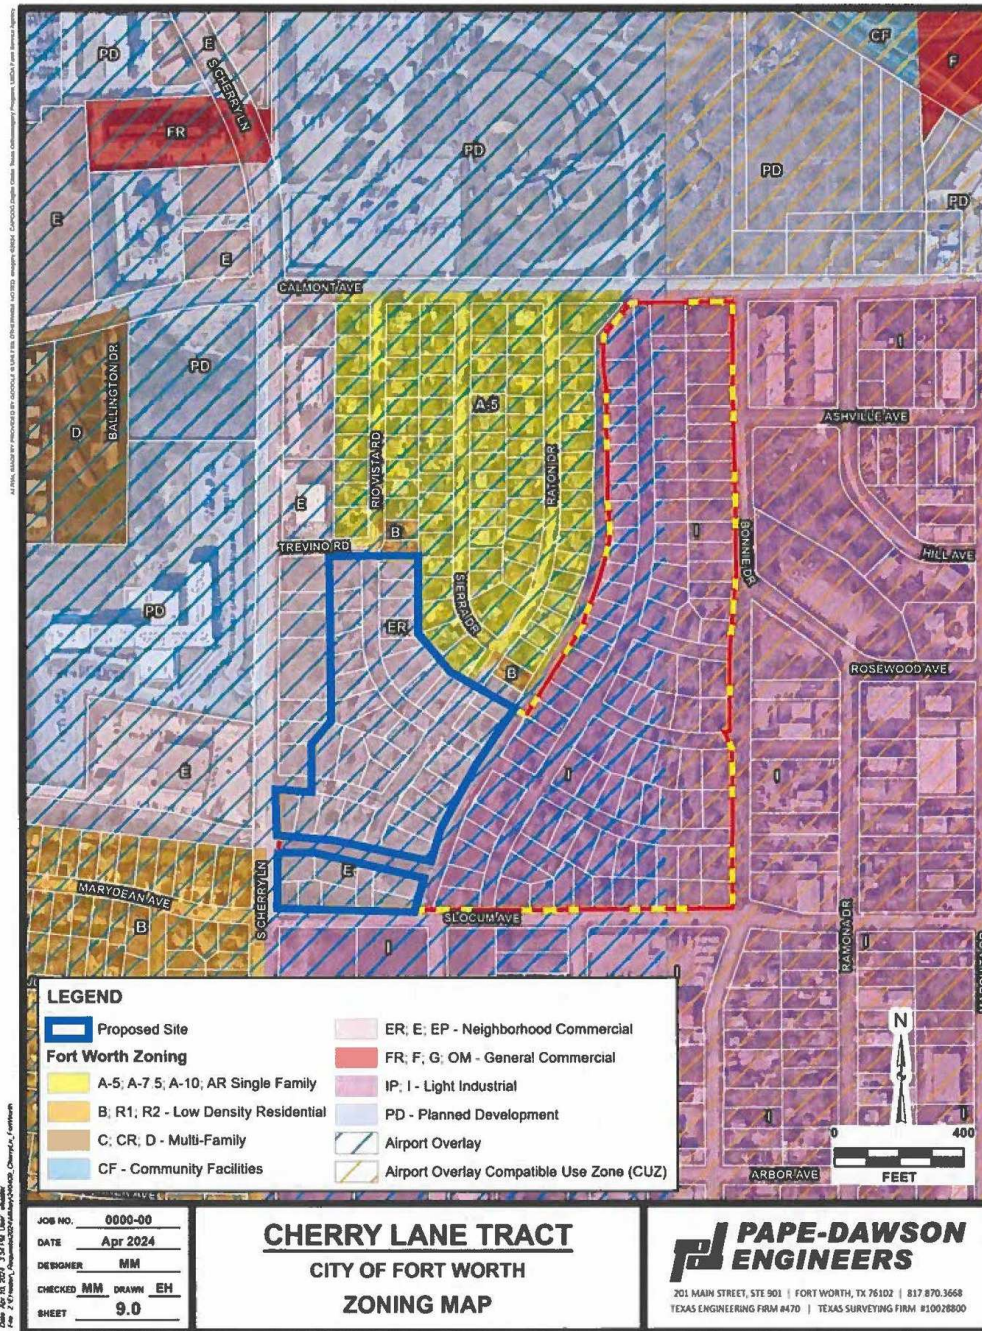 PD
E
S CHERRY LN
FR
PD
CF
F
PD
PD
E
E
CALMONT AVE
BALLINGTON DR
PD
D
A-5
RIO VISTA RD
RATON DR
I
ASHVILLE AVE
E
B
TREVINO RD
I
BONNIE DR
HILL AVE
SIERRA DR
PD
ER
B
ROSEWOOD AVE
E
I
I
MARYDEAN AVE
S CHERRY LN
E
SLOCUM AVE
B
I
RAMONA DR
I
I
LEGEND
Proposed Site
Fort Worth Zoning
A-5; A-7.5; A-10; AR Single Family
B; R1; R2 - Low Density Residential
C; CR; D - Multi-Family
CF - Community Facilities
ER; E; EP - Neighborhood Commercial
FR; F; G; OM - General Commercial
IP; I - Light Industrial
PD - Planned Development
Airport Overlay
Airport Overlay Compatible Use Zone (CUZ)
N
0 400
FEET
I
I
ARBOR AVE
JOB NO. 0000-00
DATE Apr 2024
DESIGNER MM
CHECKED MM DRAWN EH
SHEET 9.0
CHERRY LANE TRACT
CITY OF FORT WORTH
ZONING MAP
PAPE-DAWSON
ENGINEERS
201 MAIN STREET, STE 901 | FORT WORTH, TX 76102 | 817.870.3668
TEXAS ENGINEERING FIRM #470 | TEXAS SURVEYING FIRM #10028800